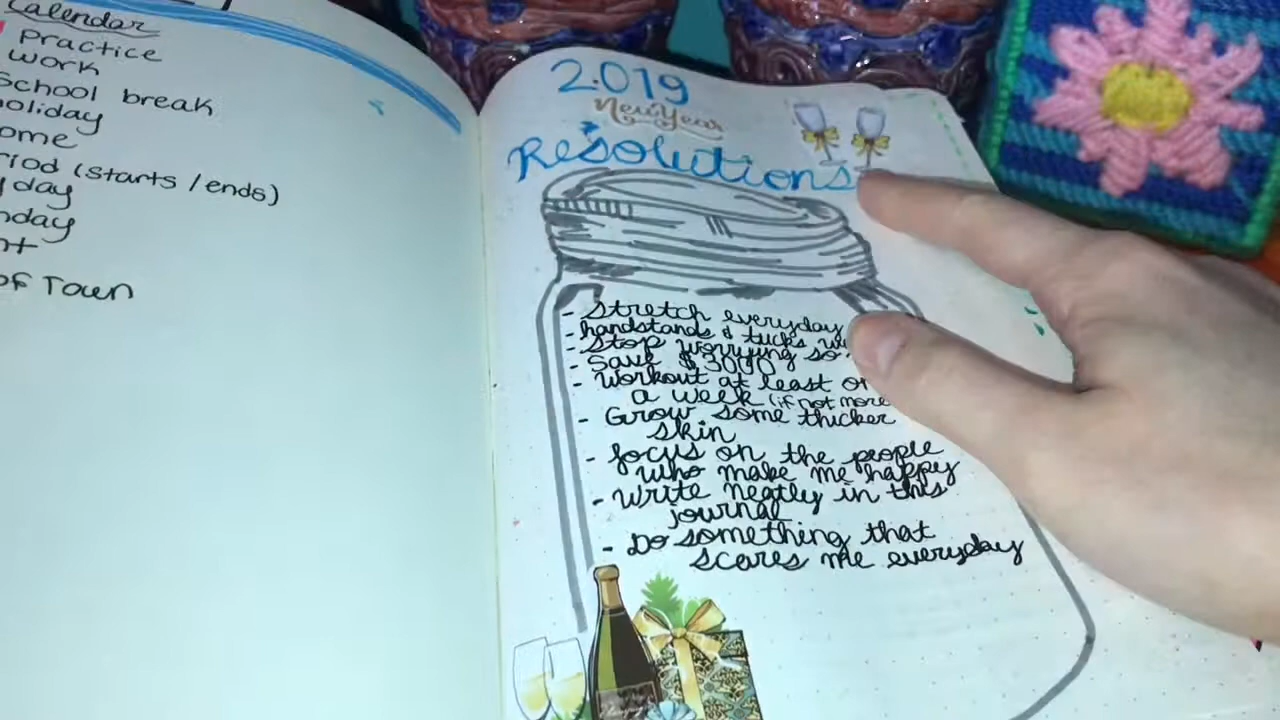 Calendar
Practice
Work
School break
holiday
ome
riod (starts / ends)
yday
nday
nt
of Town
2019
New Year
Resolutions
- Stretch everyday
- handstands & tucks
- Stop worrying so
- Save $3000
- Workout at least
a week (if not more
- Grow some thicker
skin
- focus on the people
who make me happy
- Write neatly in this
journal
- Do something that
scares me everyday